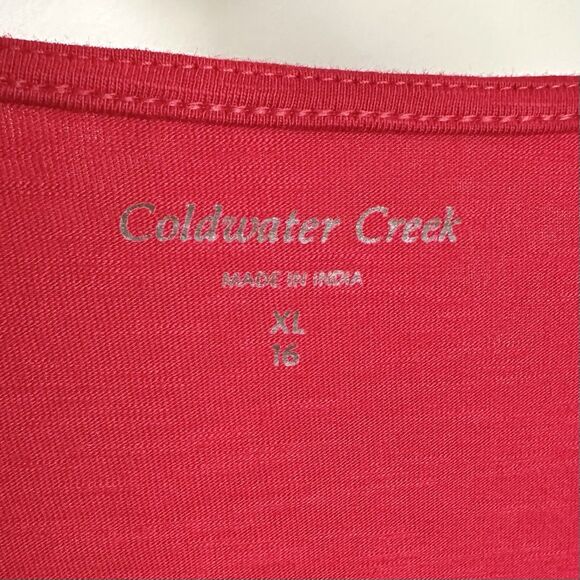 Coldwater Creek
MADE IN INDIA
XL
16